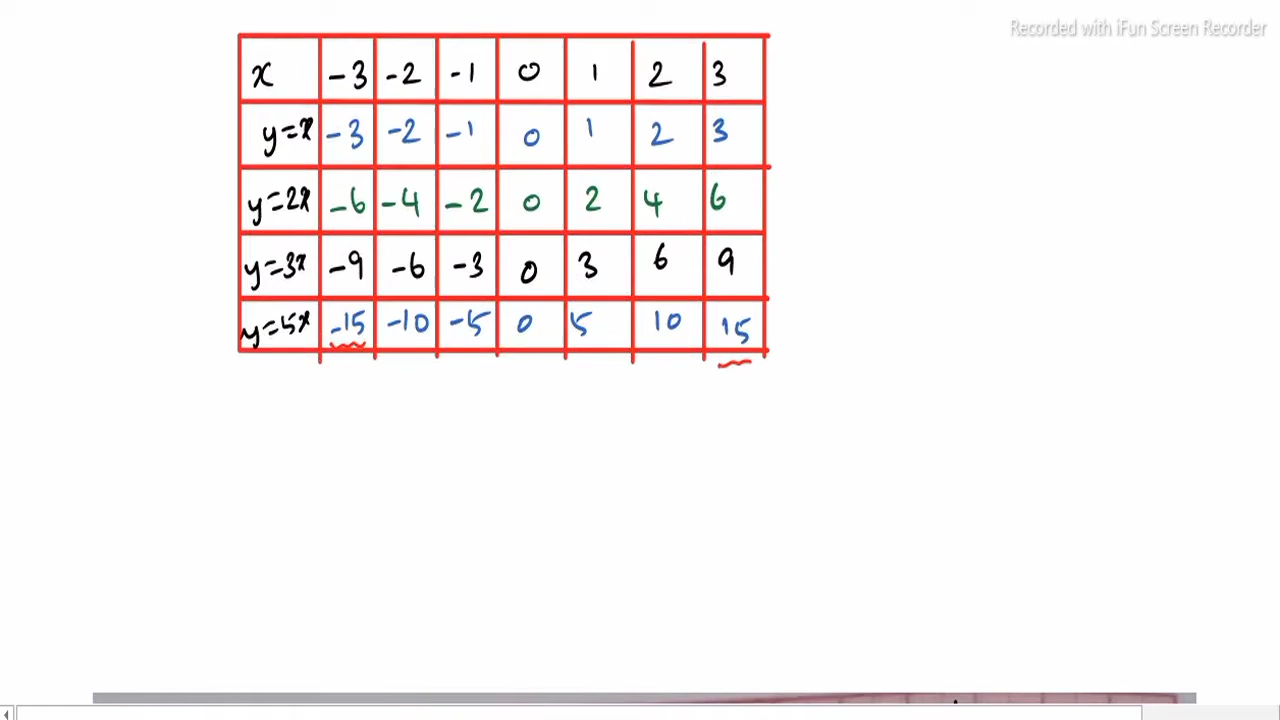 Recorded with iFun Screen Recorder
x -3 -2 -1 0 1 2 3
y=x -3 -2 -1 0 1 2 3
y=2x -6 -4 -2 0 2 4 6
y=3x -9 -6 -3 0 3 6 9
y=5x -15 -10 -5 0 5 10 15